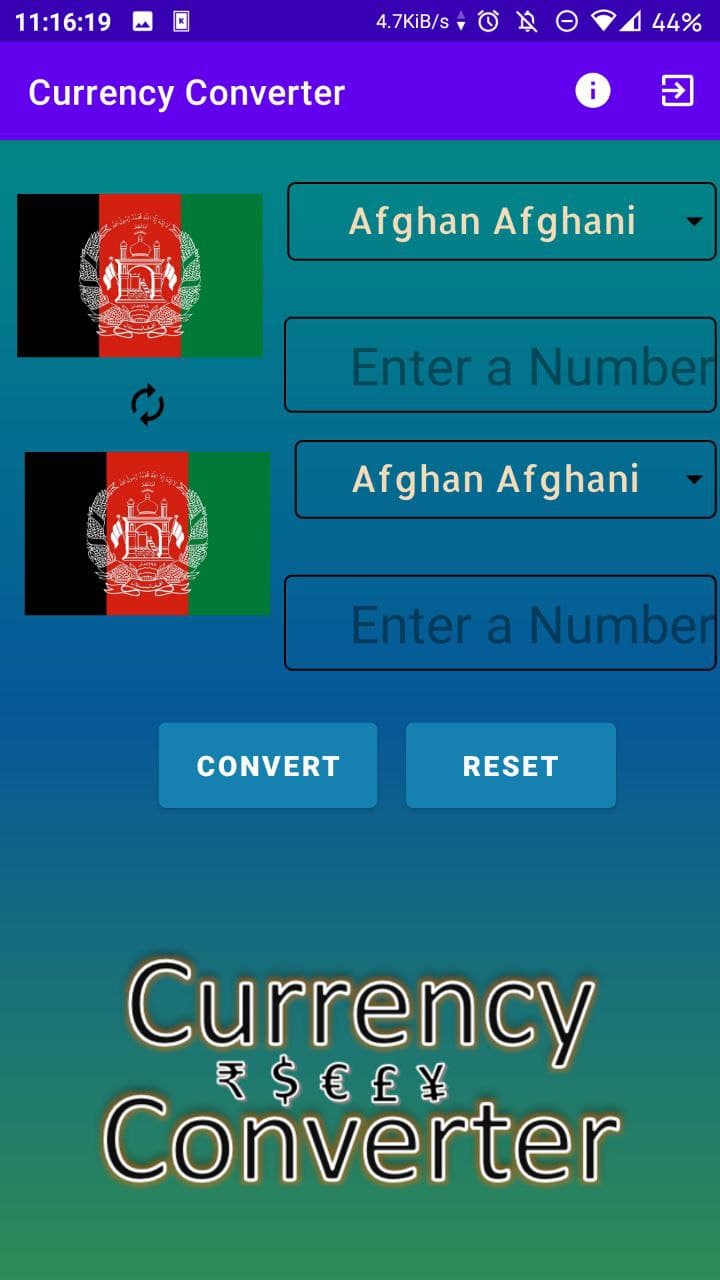 11:16:19 4.7KiB/s 44%
Currency Converter
Afghan Afghani
Enter a Number
Afghan Afghani
Enter a Number
CONVERT RESET
Currency
₹ $ € £ ¥
Converter